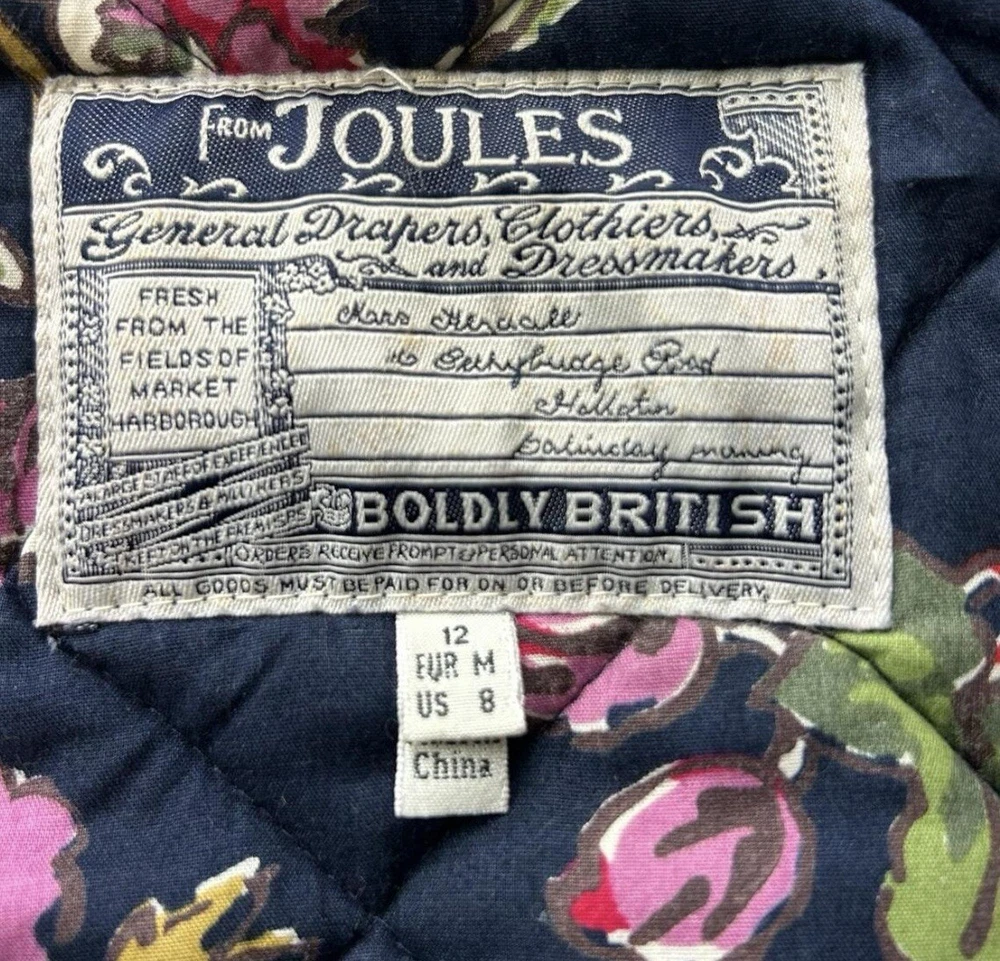 FROM JOULES
General Drapers, Clothiers,
and Dressmakers.
FRESH
FROM THE
FIELDS OF
MARKET
HARBOROUGH
Road
Hallaton
Saturday morning
A LARGE STAFF OF EXPERIENCED
DRESSMAKERS & MILLINERS
KEPT ON THE PREMISES
BOLDLY BRITISH
ORDERS RECEIVE PROMPT & PERSONAL ATTENTION.
ALL GOODS MUST BE PAID FOR ON OR BEFORE DELIVERY.
12
EUR M
US 8
China